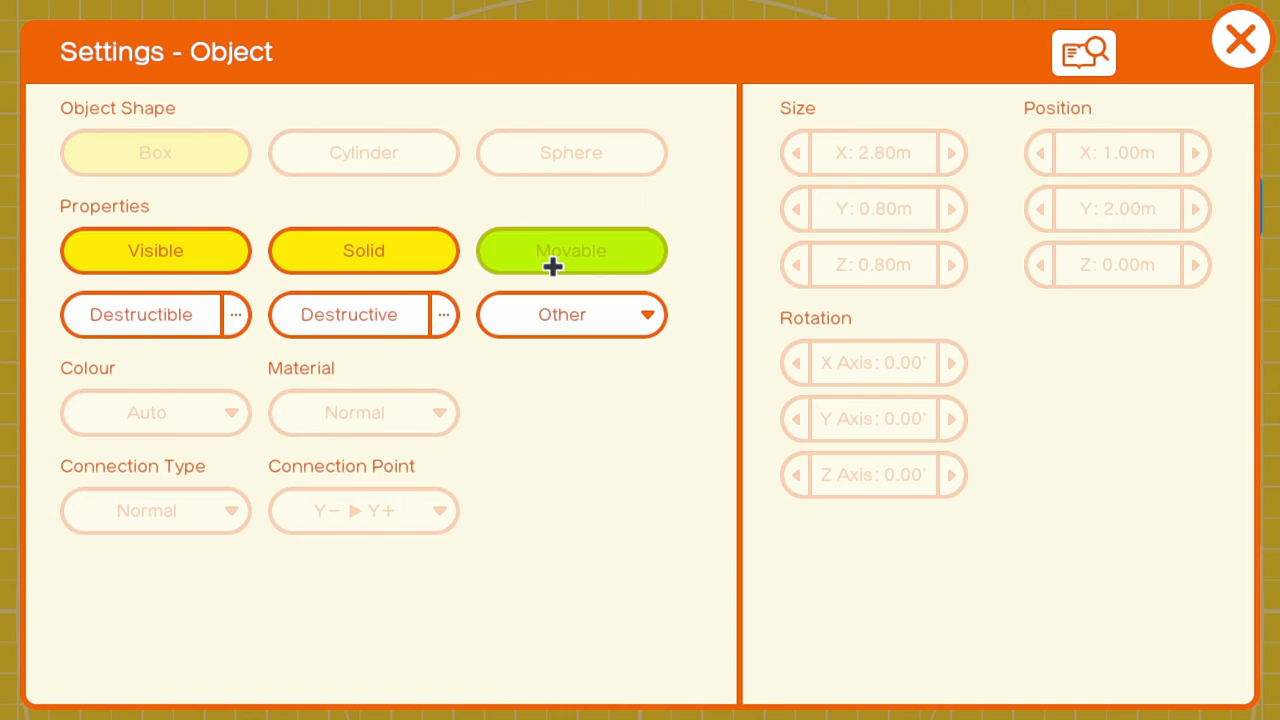 Settings - Object
Object Shape
Box Cylinder Sphere
Properties
Visible Solid Movable
Destructible ... Destructive ... Other
Colour Material
Auto Normal
Connection Type Connection Point
Normal Y− ▶ Y+
Size Position
X: 2.80m X: 1.00m
Y: 0.80m Y: 2.00m
Z: 0.80m Z: 0.00m
Rotation
X Axis: 0.00°
Y Axis: 0.00°
Z Axis: 0.00°